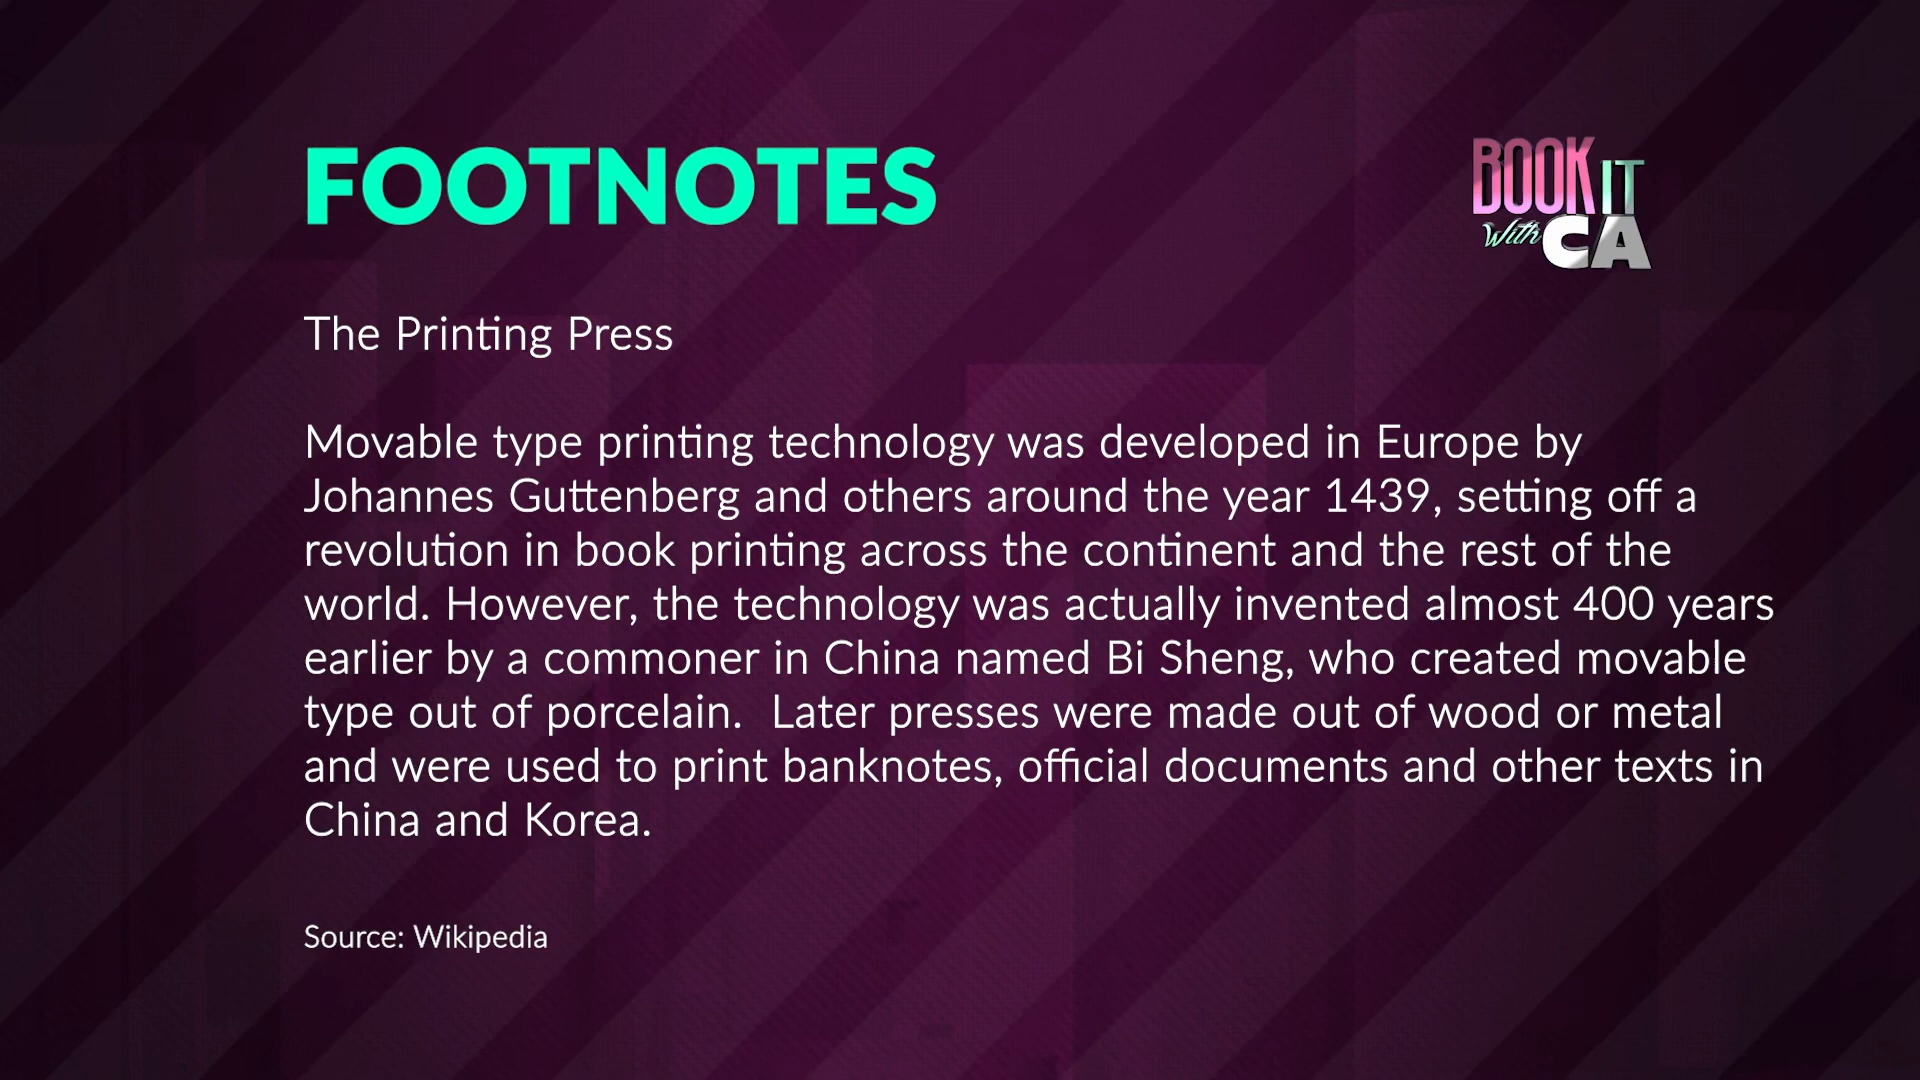 FOOTNOTES
BOOK IT
With CA
The Printing Press
Movable type printing technology was developed in Europe by
Johannes Guttenberg and others around the year 1439, setting off a
revolution in book printing across the continent and the rest of the
world. However, the technology was actually invented almost 400 years
earlier by a commoner in China named Bi Sheng, who created movable
type out of porcelain.  Later presses were made out of wood or metal
and were used to print banknotes, official documents and other texts in
China and Korea.
Source: Wikipedia